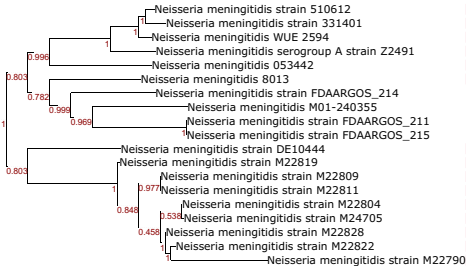 Neisseria meningitidis strain 510612
1
Neisseria meningitidis strain 331401
1
Neisseria meningitidis WUE 2594
1
Neisseria meningitidis serogroup A strain Z2491
0.996
Neisseria meningitidis 053442
0.803
Neisseria meningitidis 8013
0.782
Neisseria meningitidis strain FDAARGOS_214
0.999
Neisseria meningitidis M01-240355
0.969
Neisseria meningitidis strain FDAARGOS_211
1
Neisseria meningitidis strain FDAARGOS_215
1
Neisseria meningitidis strain DE10444
0.803
Neisseria meningitidis strain M22819
1
Neisseria meningitidis strain M22809
0.977
Neisseria meningitidis strain M22811
0.848
Neisseria meningitidis strain M22804
0.538
Neisseria meningitidis strain M24705
0.458
Neisseria meningitidis strain M22828
1
Neisseria meningitidis strain M22822
1
Neisseria meningitidis strain M22790